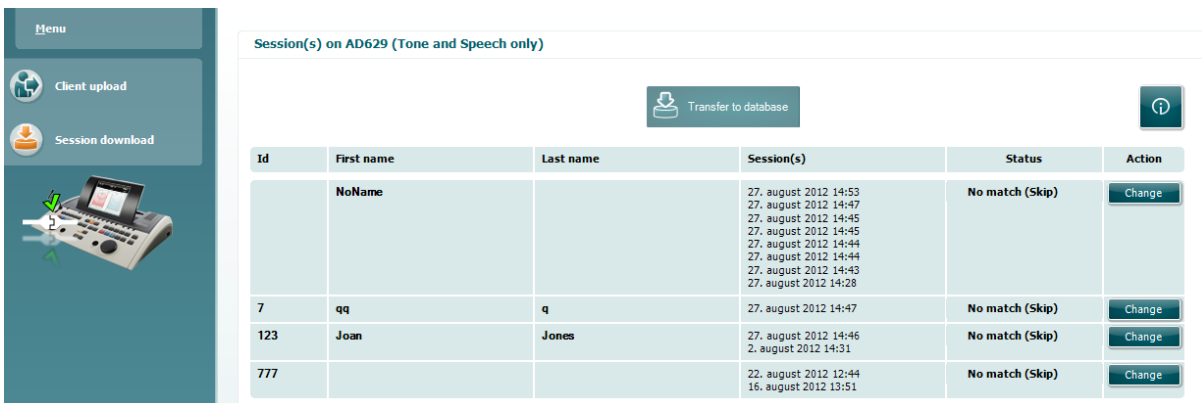 Menu
Client upload
Session download
Session(s) on AD629 (Tone and Speech only)
Transfer to database
Id First name Last name Session(s) Status Action
NoName 27. august 2012 14:53 No match (Skip) Change
27. august 2012 14:47
27. august 2012 14:45
27. august 2012 14:45
27. august 2012 14:44
27. august 2012 14:44
27. august 2012 14:43
27. august 2012 14:28
7 qq q 27. august 2012 14:47 No match (Skip) Change
123 Joan Jones 27. august 2012 14:46 No match (Skip) Change
2. august 2012 14:31
777 22. august 2012 12:44 No match (Skip) Change
16. august 2012 13:51